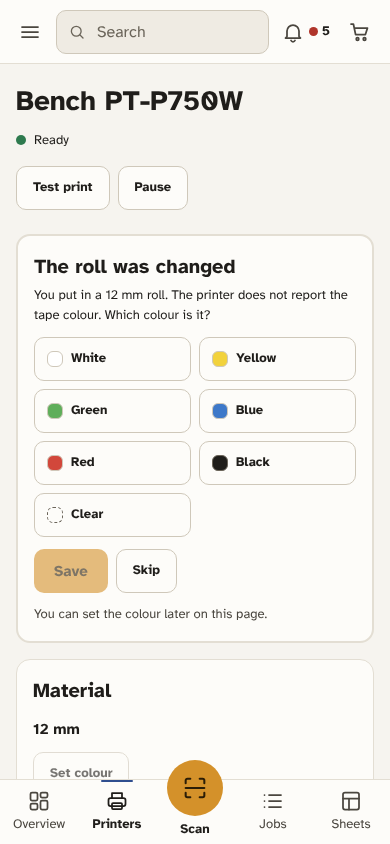 Search
5
Bench PT-P750W
Ready
Test print
Pause
The roll was changed
You put in a 12 mm roll. The printer does not report the
tape colour. Which colour is it?
White
Yellow
Green
Blue
Red
Black
Clear
Save
Skip
You can set the colour later on this page.
Material
12 mm
Set colour
Overview
Printers
Scan
Jobs
Sheets